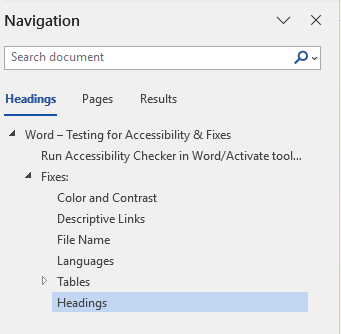 Navigation
Search document
Headings Pages Results
Word – Testing for Accessibility & Fixes
Run Accessibility Checker in Word/Activate tool...
Fixes:
Color and Contrast
Descriptive Links
File Name
Languages
Tables
Headings